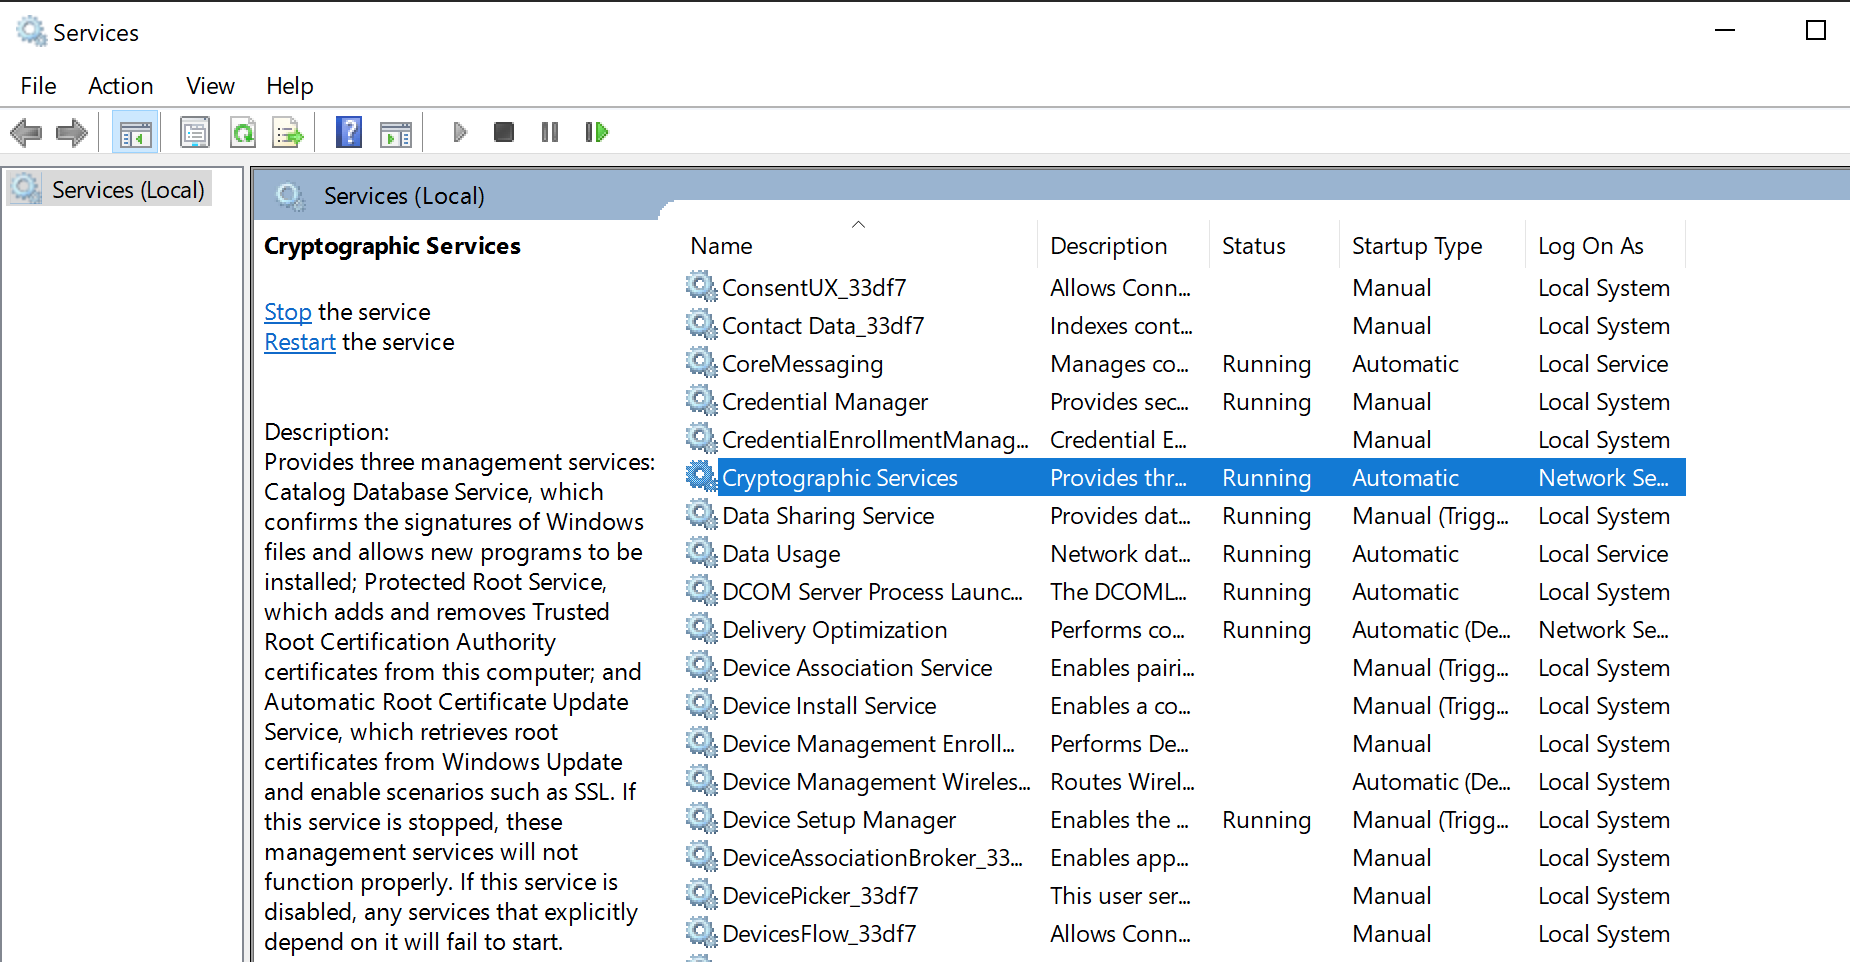 Services
File Action View Help
Services (Local)
Services (Local)
Cryptographic Services
Stop the service
Restart the service
Description:
Provides three management services:
Catalog Database Service, which
confirms the signatures of Windows
files and allows new programs to be
installed; Protected Root Service,
which adds and removes Trusted
Root Certification Authority
certificates from this computer; and
Automatic Root Certificate Update
Service, which retrieves root
certificates from Windows Update
and enable scenarios such as SSL. If
this service is stopped, these
management services will not
function properly. If this service is
disabled, any services that explicitly
depend on it will fail to start.
Name Description Status Startup Type Log On As
ConsentUX_33df7 Allows Conn... Manual Local System
Contact Data_33df7 Indexes cont... Manual Local System
CoreMessaging Manages co... Running Automatic Local Service
Credential Manager Provides sec... Running Manual Local System
CredentialEnrollmentManag... Credential E... Manual Local System
Cryptographic Services Provides thr... Running Automatic Network Se...
Data Sharing Service Provides dat... Running Manual (Trigg... Local System
Data Usage Network dat... Running Automatic Local Service
DCOM Server Process Launc... The DCOML... Running Automatic Local System
Delivery Optimization Performs co... Running Automatic (De... Network Se...
Device Association Service Enables pairi... Manual (Trigg... Local System
Device Install Service Enables a co... Manual (Trigg... Local System
Device Management Enroll... Performs De... Manual Local System
Device Management Wireles... Routes Wirel... Automatic (De... Local System
Device Setup Manager Enables the ... Running Manual (Trigg... Local System
DeviceAssociationBroker_33... Enables app... Manual Local System
DevicePicker_33df7 This user ser... Manual Local System
DevicesFlow_33df7 Allows Conn... Manual Local System